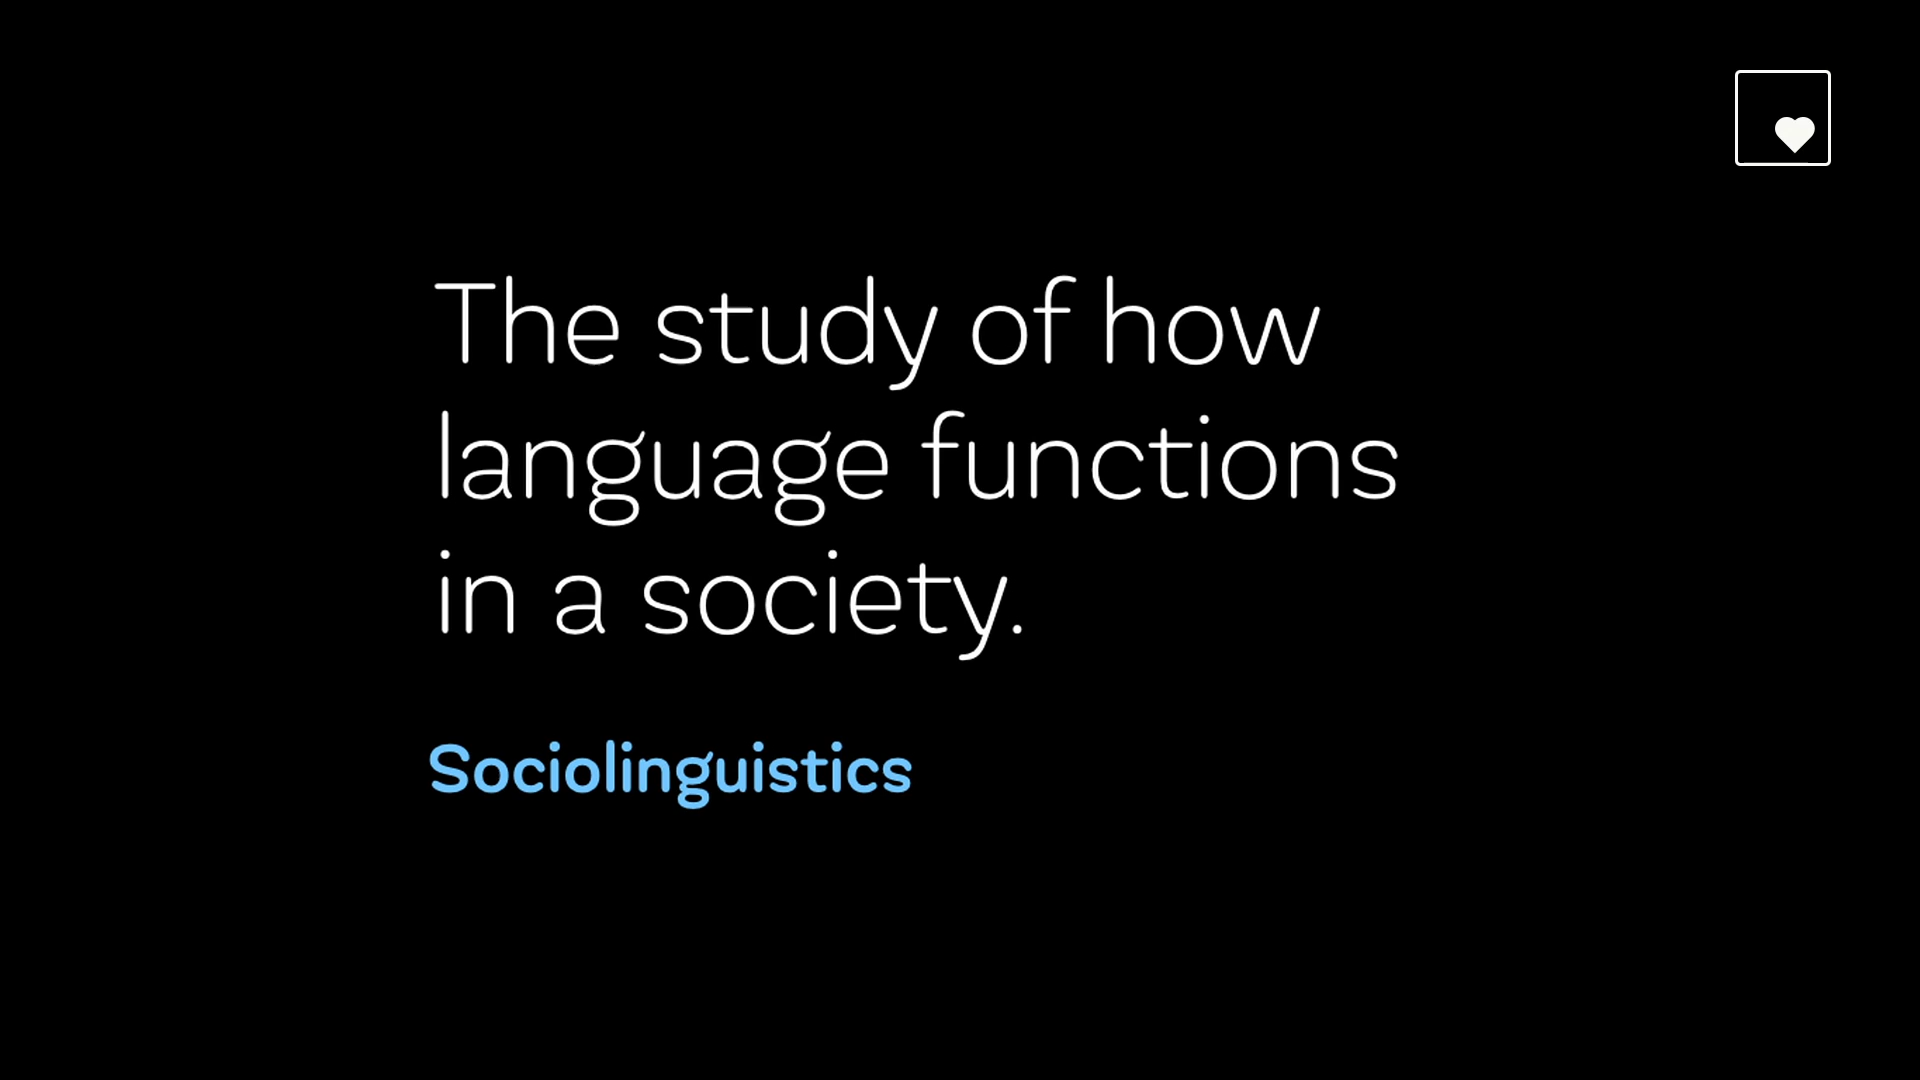 The study of how
language functions
in a society.
Sociolinguistics